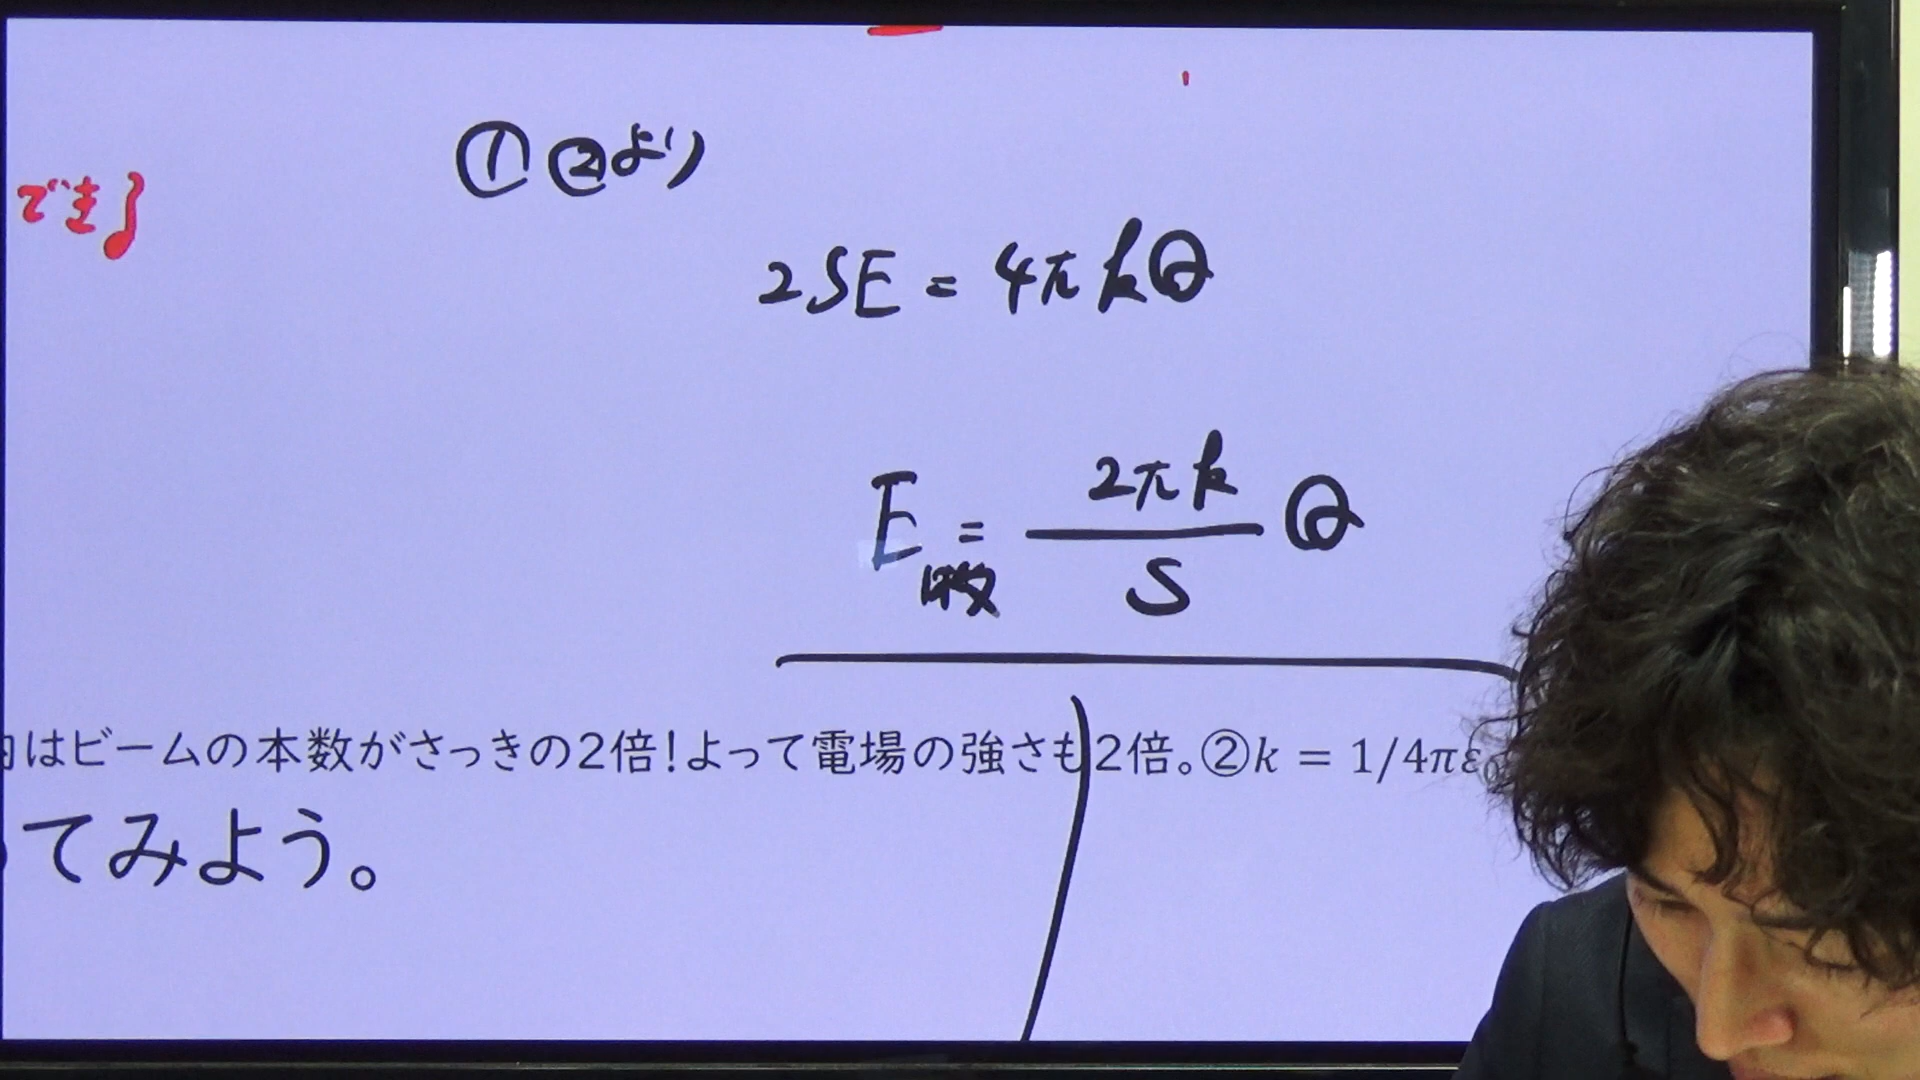 できる
①②より
2SE = 4πkQ
E = 2πk/S Q
はビームの本数がさっきの2倍！よって電場の強さも2倍。②k = 1/4πε₀
てみよう。